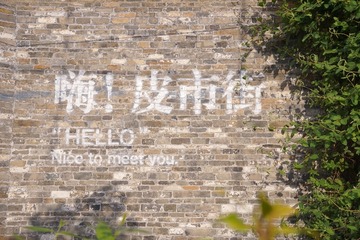 嗨!皮市街
“HELLO”
Nice to meet you.